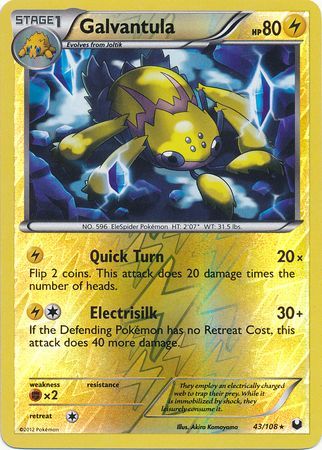 STAGE1 Galvantula HP80
Evolves from Joltik
NO. 596 EleSpider Pokémon HT: 2'07" WT: 31.5 lbs.
Quick Turn 20×
Flip 2 coins. This attack does 20 damage times
the number of heads.
Electrisilk 30+
If the Defending Pokémon has no Retreat Cost, this
attack does 40 more damage.
weakness resistance
×2
retreat
They employ an electrically charged
web to trap their prey. While it
is immobilized by shock, they
leisurely consume it.
Illus. Akira Komayama
©2012 Pokémon
43/108★